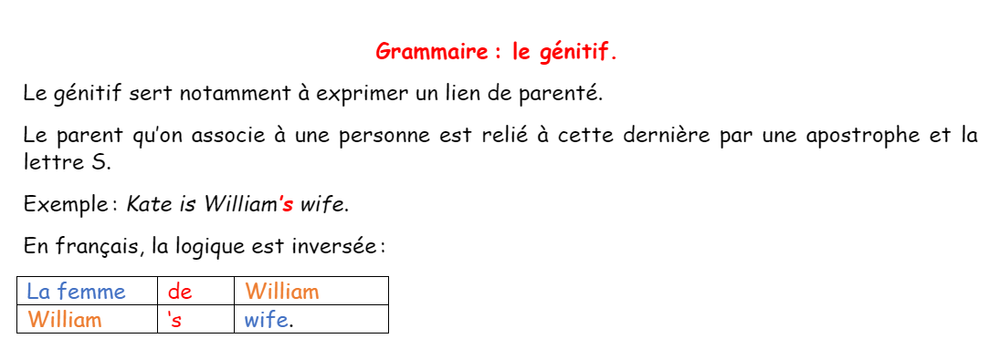 Grammaire : le génitif.
Le génitif sert notamment à exprimer un lien de parenté.
Le parent qu’on associe à une personne est relié à cette dernière par une apostrophe et la
lettre S.
Exemple : Kate is William’s wife.
En français, la logique est inversée :
La femme de William
William ‘s wife.